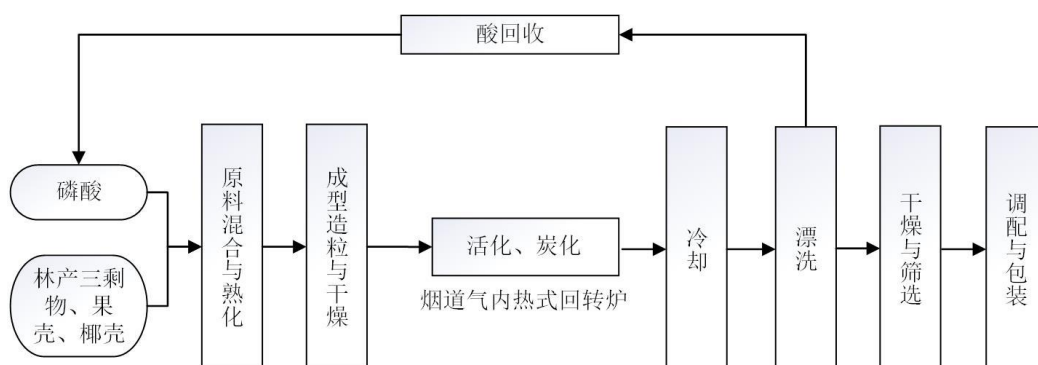 酸回收
磷酸
林产三剩
物、果
壳、椰壳
原料混合与熟化
成型造粒与干燥
活化、炭化
烟道气内热式回转炉
冷却
漂洗
干燥与筛选
调配与包装